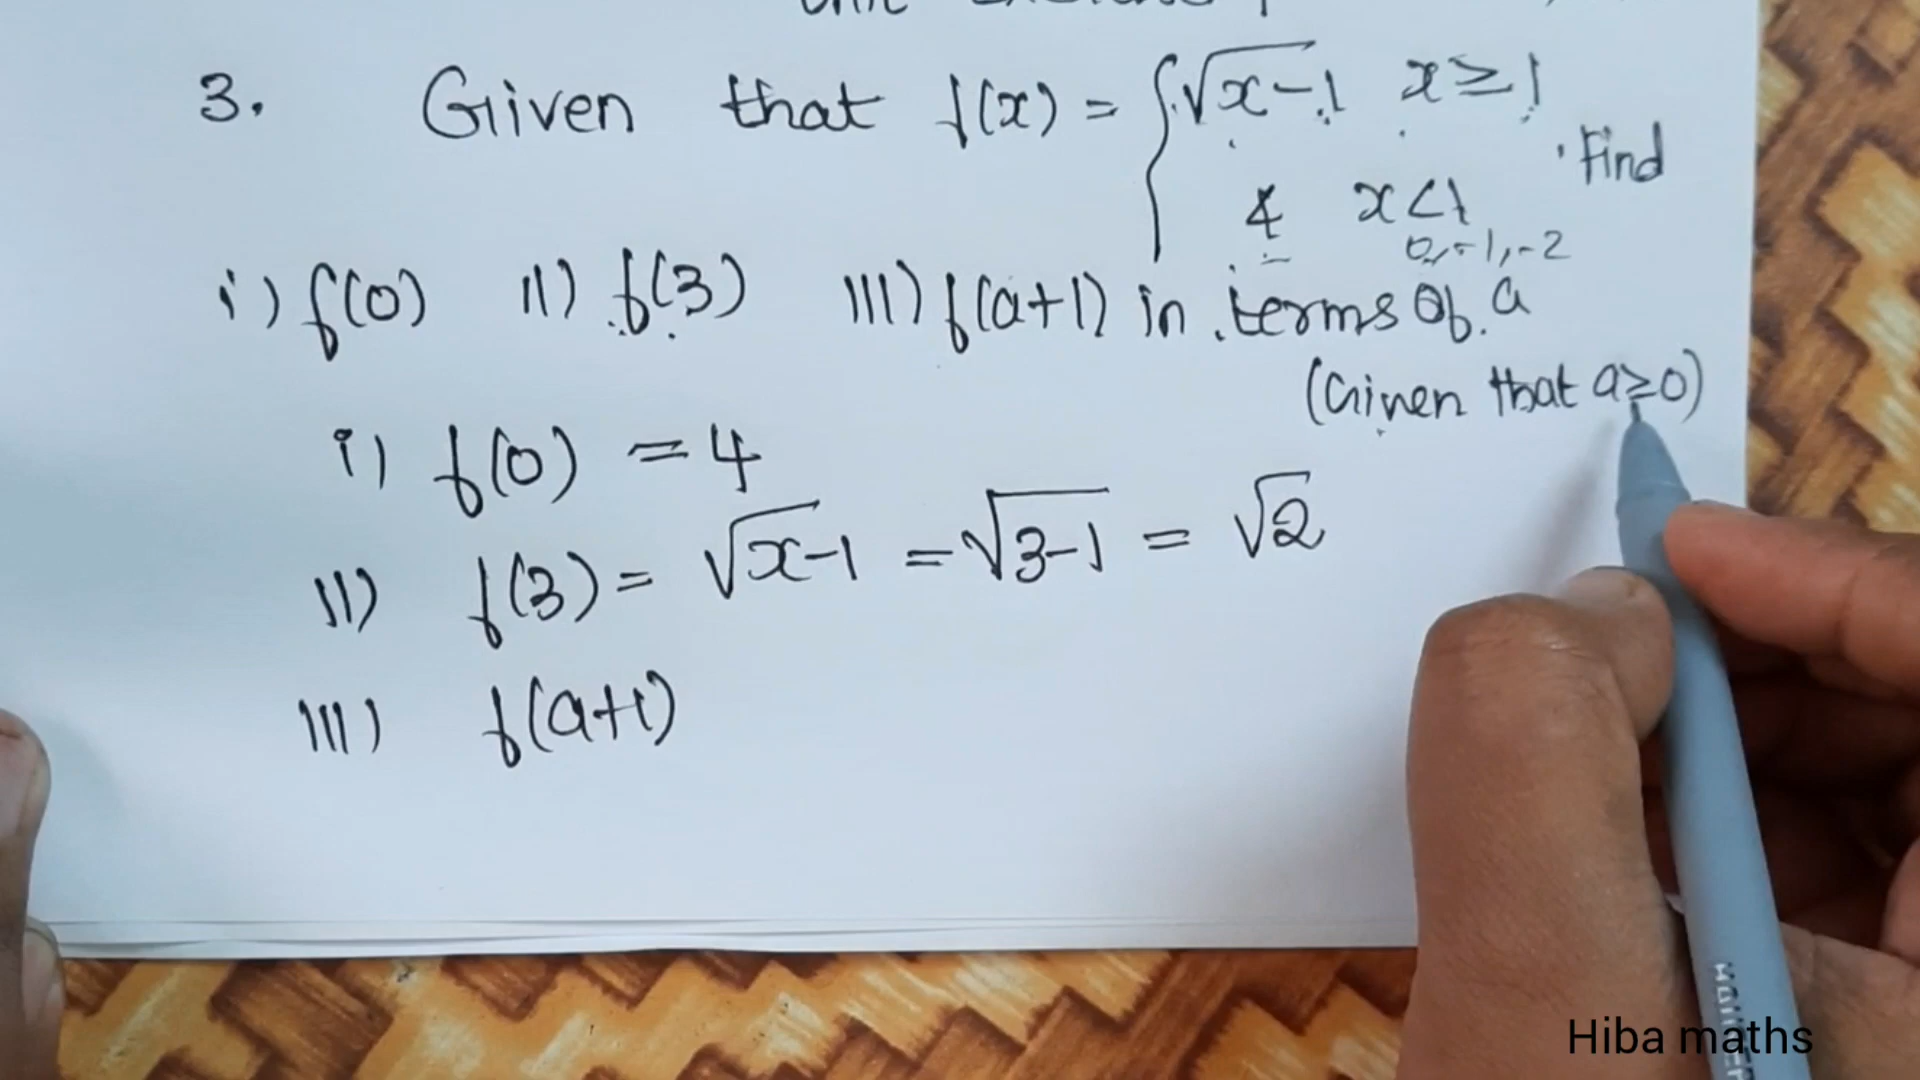 3. Given that f(x) = { √x-1 x ≥ 1
4 x < 1 . Find
0, -1, -2
i) f(0) ii) f(3) iii) f(a+1) in terms of a
(Given that a ≥ 0)
i) f(0) = 4
ii) f(3) = √x-1 = √3-1 = √2
iii) f(a+1)
Hiba maths